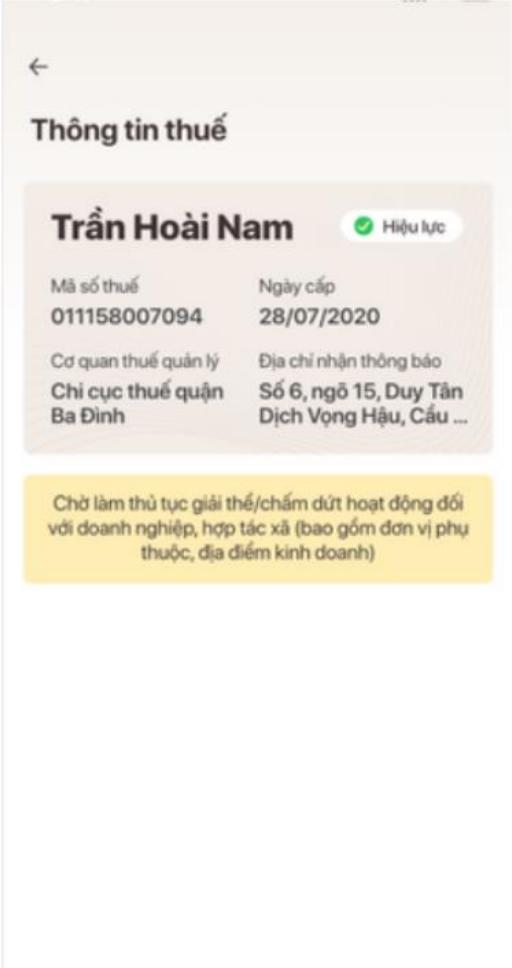 Thông tin thuế
Trần Hoài Nam
Hiệu lực
Mã số thuế
Ngày cấp
011158007094
28/07/2020
Cơ quan thuế quản lý
Địa chỉ nhận thông báo
Chi cục thuế quận
Ba Đình
Số 6, ngõ 15, Duy Tân
Dịch Vọng Hậu, Cầu ...
Chờ làm thủ tục giải thể/chấm dứt hoạt động đối
với doanh nghiệp, hợp tác xã (bao gồm đơn vị phụ
thuộc, địa điểm kinh doanh)